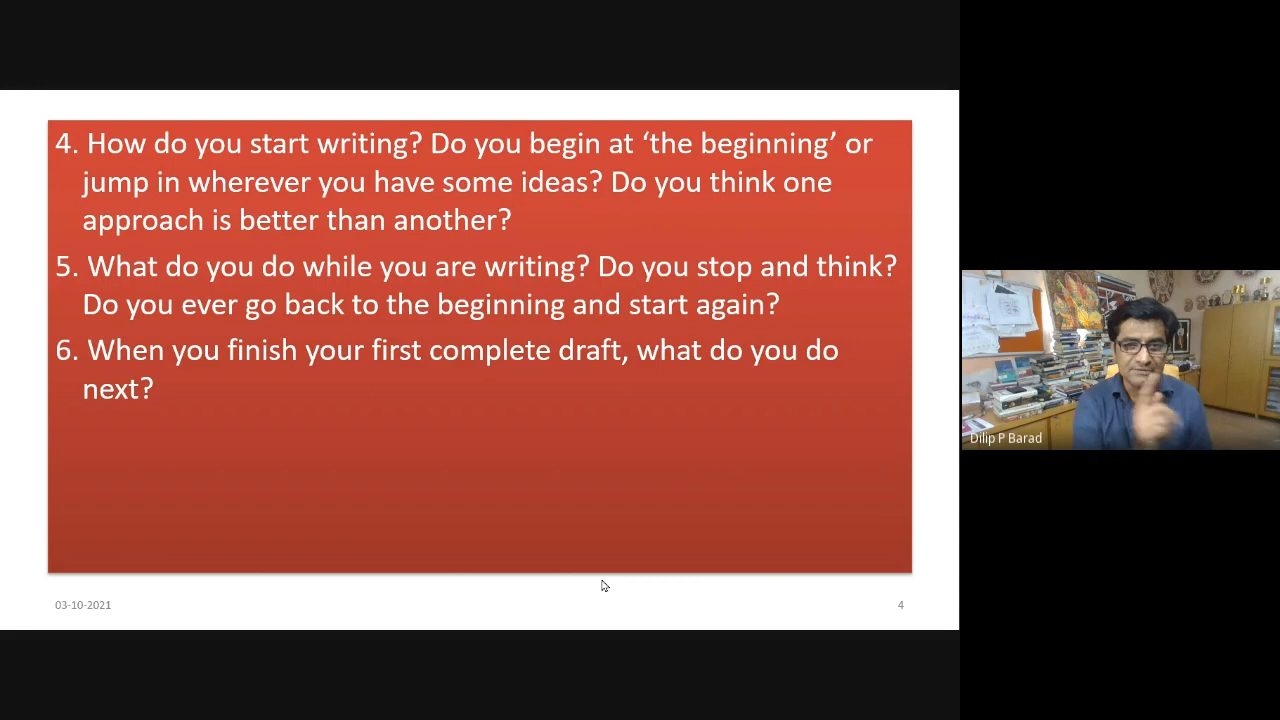 4. How do you start writing? Do you begin at ‘the beginning’ or
jump in wherever you have some ideas? Do you think one
approach is better than another?
5. What do you do while you are writing? Do you stop and think?
Do you ever go back to the beginning and start again?
6. When you finish your first complete draft, what do you do
next?
03-10-2021
4
Dilip P Barad